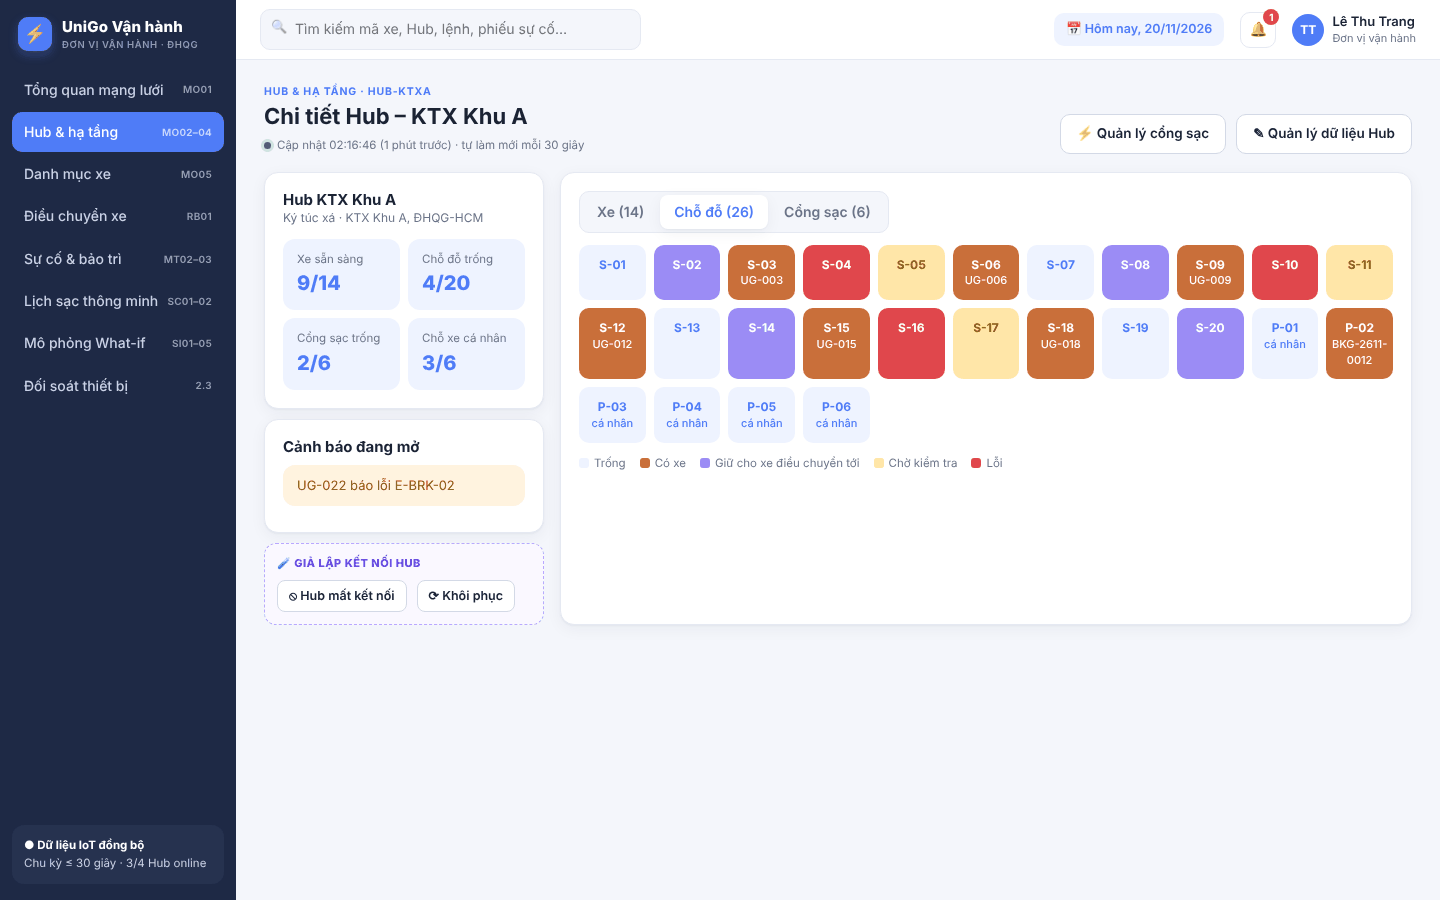 UniGo Vận hành
ĐƠN VỊ VẬN HÀNH · ĐHQG
Tổng quan mạng lưới MO01
Hub & hạ tầng MO02–04
Danh mục xe MO05
Điều chuyển xe RB01
Sự cố & bảo trì MT02–03
Lịch sạc thông minh SC01–02
Mô phỏng What-if SI01–05
Đối soát thiết bị 2.3
Dữ liệu IoT đồng bộ
Chu kỳ ≤ 30 giây · 3/4 Hub online
Tìm kiếm mã xe, Hub, lệnh, phiếu sự cố...
Hôm nay, 20/11/2026
1
TT
Lê Thu Trang
Đơn vị vận hành
HUB & HẠ TẦNG · HUB-KTXA
Chi tiết Hub – KTX Khu A
Cập nhật 02:16:46 (1 phút trước) · tự làm mới mỗi 30 giây
⚡ Quản lý cổng sạc
✎ Quản lý dữ liệu Hub
Hub KTX Khu A
Ký túc xá · KTX Khu A, ĐHQG-HCM
Xe sẵn sàng
9/14
Chỗ đỗ trống
4/20
Cổng sạc trống
2/6
Chỗ xe cá nhân
3/6
Cảnh báo đang mở
UG-022 báo lỗi E-BRK-02
GIẢ LẬP KẾT NỐI HUB
⦸ Hub mất kết nối
⟳ Khôi phục
Xe (14) Chỗ đỗ (26) Cổng sạc (6)
S-01 S-02 S-03 S-04 S-05 S-06 S-07 S-08 S-09 S-10 S-11
UG-003 UG-006 UG-009
S-12 S-13 S-14 S-15 S-16 S-17 S-18 S-19 S-20 P-01 P-02
UG-012 UG-015 UG-018 cá nhân BKG-2611-
0012
P-03 P-04 P-05 P-06
cá nhân cá nhân cá nhân cá nhân
Trống Có xe Giữ cho xe điều chuyển tới Chờ kiểm tra Lỗi